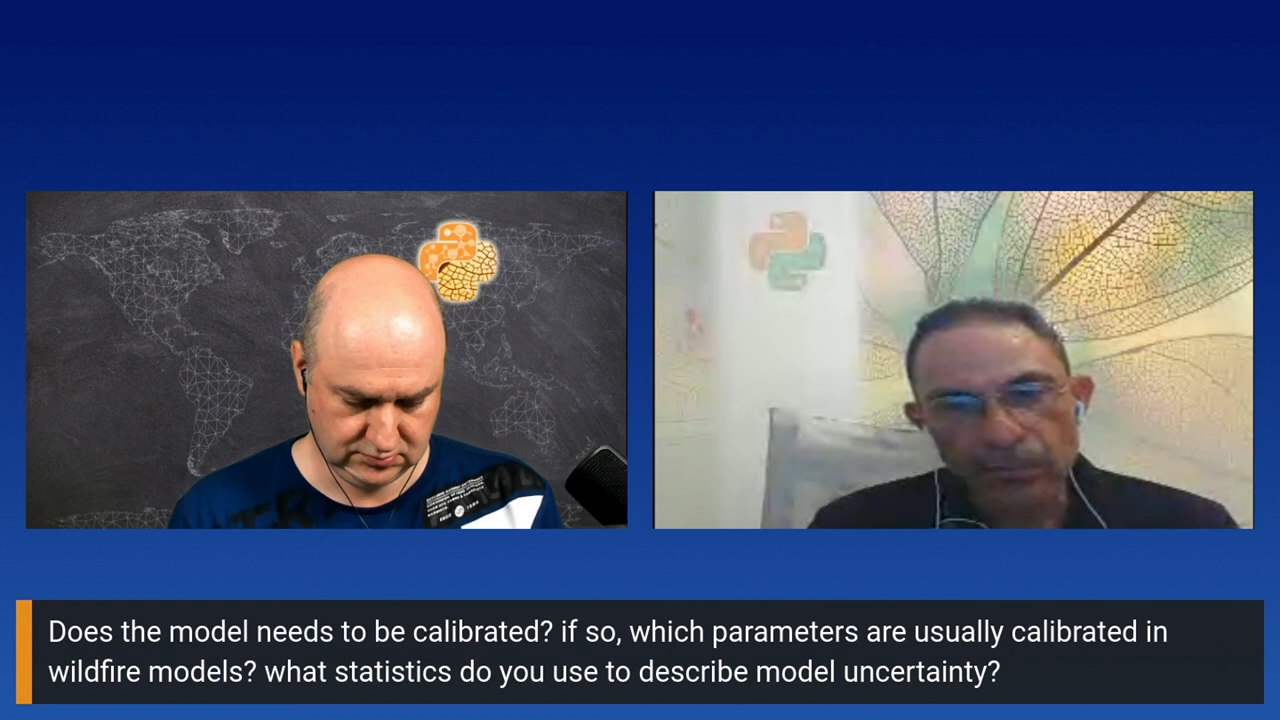 Does the model needs to be calibrated? if so, which parameters are usually calibrated in
wildfire models? what statistics do you use to describe model uncertainty?